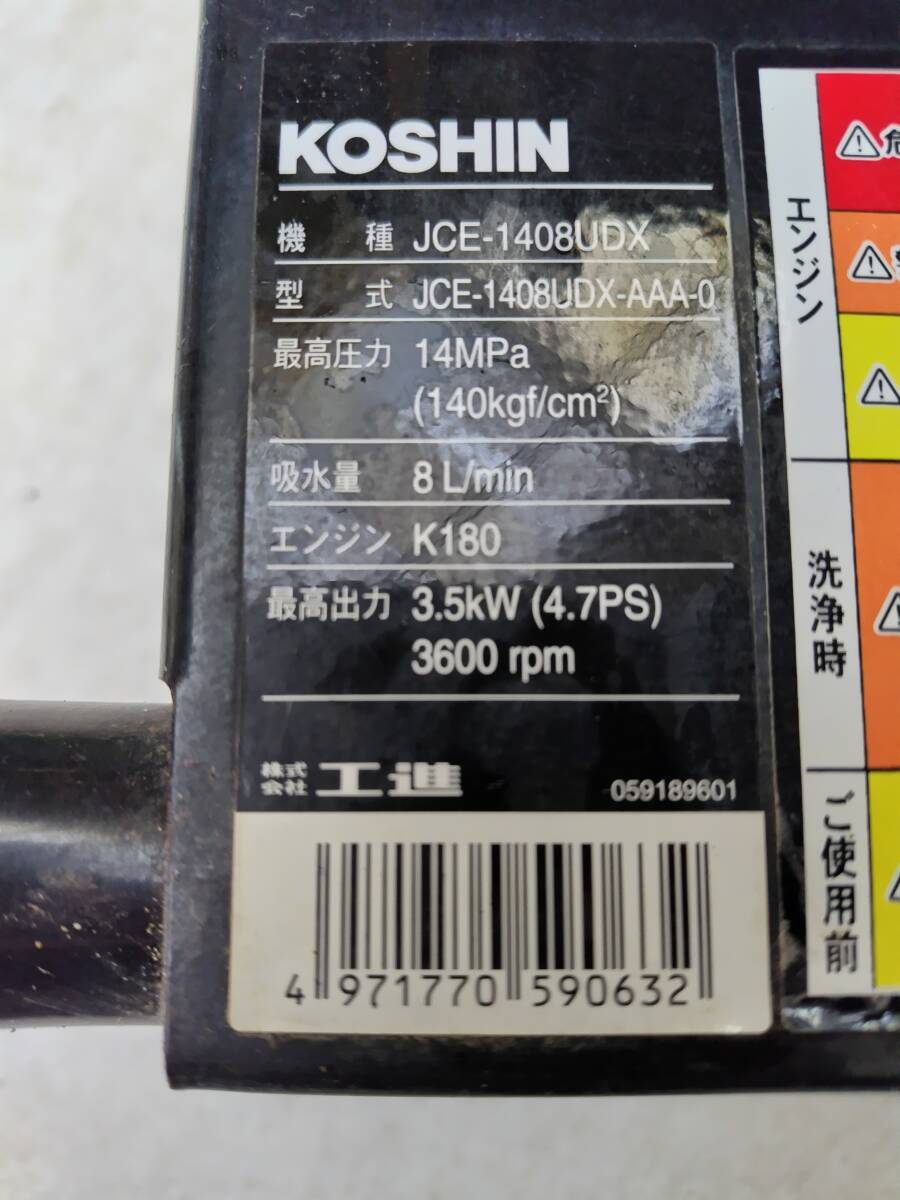 KOSHIN
機 種 JCE-1408UDX
型 式 JCE-1408UDX-AAA-0
最高圧力 14MPa
(140kgf/cm²)
吸水量 8 L/min
エンジン K180
最高出力 3.5kW (4.7PS)
3600 rpm
株式会社 工進 059189601
4 971770 590632
エンジン
洗浄時
ご使用前